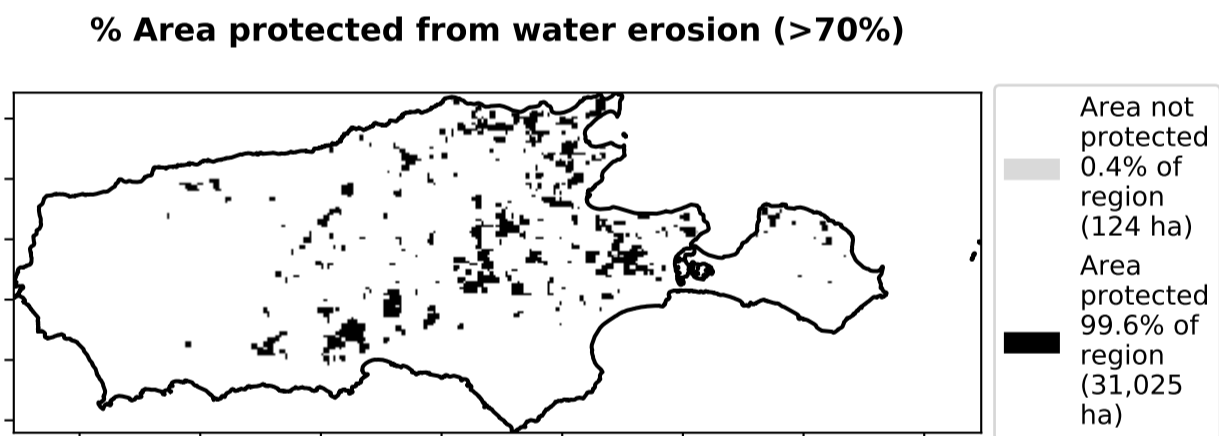 % Area protected from water erosion (>70%)
Area not
protected
0.4% of
region
(124 ha)
Area
protected
99.6% of
region
(31,025
ha)